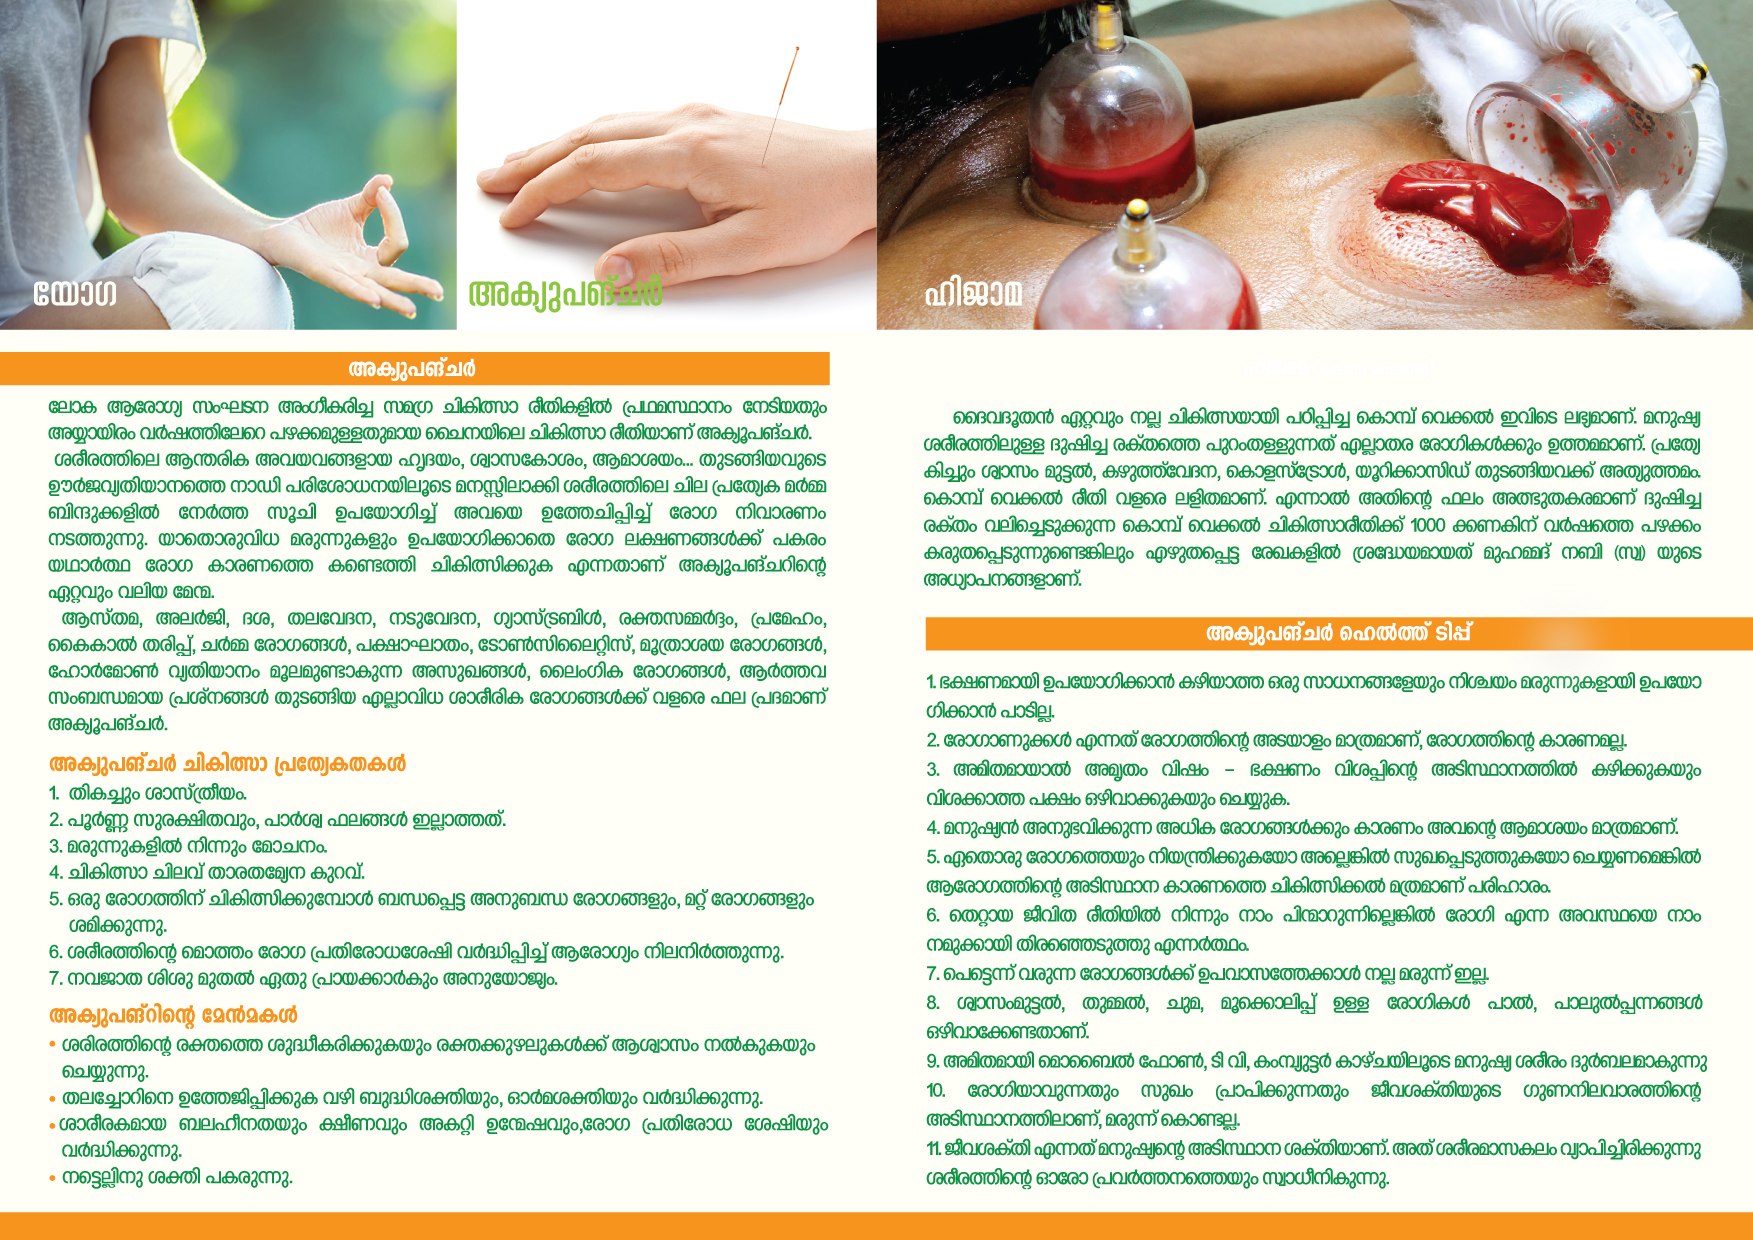 യോഗ
അക്യുപങ്ചർ
ഹിജാമ
അക്യുപങ്ചർ
ലോക ആരോഗ്യ സംഘടന അംഗീകരിച്ച സമഗ്ര ചികിത്സാ രീതികളിൽ പ്രഥമസ്ഥാനം നേടിയതും
അയ്യായിരം വർഷത്തിലേറെ പഴക്കമുള്ളതുമായ ചൈനയിലെ ചികിത്സാ രീതിയാണ് അക്യൂപങ്ചർ.
ശരീരത്തിലെ ആന്തരിക അവയവങ്ങളായ ഹൃദയം, ശ്വാസകോശം, ആമാശയം... തുടങ്ങിയവുടെ
ഊർജവ്യതിയാനത്തെ നാഡി പരിശോധനയിലൂടെ മനസ്സിലാക്കി ശരീരത്തിലെ ചില പ്രത്യേക മർമ്മ
ബിന്ദുക്കളിൽ നേർത്ത സൂചി ഉപയോഗിച്ച് അവയെ ഉത്തേചിപ്പിച്ച് രോഗ നിവാരണം
നടത്തുന്നു. യാതൊരുവിധ മരുന്നുകളും ഉപയോഗിക്കാതെ രോഗ ലക്ഷണങ്ങൾക്ക് പകരം
യഥാർത്ഥ രോഗ കാരണത്തെ കണ്ടെത്തി ചികിത്സിക്കുക എന്നതാണ് അക്യൂപങ്ചറിന്റെ
ഏറ്റവും വലിയ മേന്മ.
ആസ്തമ, അലർജി, ദശ, തലവേദന, നടുവേദന, ഗ്യാസ്ട്രബിൾ, രക്തസമ്മർദ്ദം, പ്രമേഹം,
കൈകാൽ തരിപ്പ്, ചർമ്മ രോഗങ്ങൾ, പക്ഷാഘാതം, ടോൺസിലൈറ്റിസ്, മൂത്രാശയ രോഗങ്ങൾ,
ഹോർമോൺ വ്യതിയാനം മൂലമുണ്ടാകുന്ന അസുഖങ്ങൾ, ലൈംഗിക രോഗങ്ങൾ, ആർത്തവ
സംബന്ധമായ പ്രശ്നങ്ങൾ തുടങ്ങിയ എല്ലാവിധ ശാരീരിക രോഗങ്ങൾക്ക് വളരെ ഫല പ്രദമാണ്
അക്യൂപങ്ചർ.
അക്യുപങ്ചർ ചികിത്സാ പ്രത്യേകതകൾ
1. തികച്ചും ശാസ്ത്രീയം.
2. പൂർണ്ണ സുരക്ഷിതവും, പാർശ്വ ഫലങ്ങൾ ഇല്ലാത്തത്.
3. മരുന്നുകളിൽ നിന്നും മോചനം.
4. ചികിത്സാ ചിലവ് താരതമ്യേന കുറവ്.
5. ഒരു രോഗത്തിന് ചികിത്സിക്കുമ്പോൾ ബന്ധപ്പെട്ട അനുബന്ധ രോഗങ്ങളും, മറ്റ് രോഗങ്ങളും
ശമിക്കുന്നു.
6. ശരീരത്തിന്റെ മൊത്തം രോഗ പ്രതിരോധശേഷി വർദ്ധിപ്പിച്ച് ആരോഗ്യം നിലനിർത്തുന്നു.
7. നവജാത ശിശു മുതൽ ഏതു പ്രായക്കാർകും അനുയോജ്യം.
അക്യുപങ്റിന്റെ മേൻമകൾ
• ശരിരത്തിന്റെ രക്തത്തെ ശുദ്ധീകരിക്കുകയും രക്തക്കുഴലുകൾക്ക് ആശ്വാസം നൽകുകയും
ചെയ്യുന്നു.
• തലച്ചോറിനെ ഉത്തേജിപ്പിക്കുക വഴി ബുദ്ധിശക്തിയും, ഓർമശക്തിയും വർദ്ധിക്കുന്നു.
• ശാരീരകമായ ബലഹീനതയും ക്ഷീണവും അകറ്റി ഉന്മേഷവും,രോഗ പ്രതിരോധ ശേഷിയും
വർദ്ധിക്കുന്നു.
• നട്ടെല്ലിനു ശക്തി പകരുന്നു.
ദൈവദൂതൻ ഏറ്റവും നല്ല ചികിത്സയായി പഠിപ്പിച്ച കൊമ്പ് വെക്കൽ ഇവിടെ ലഭ്യമാണ്. മനുഷ്യ
ശരീരത്തിലുള്ള ദുഷിച്ച രക്തത്തെ പുറംതള്ളുന്നത് എല്ലാതര രോഗികൾക്കും ഉത്തമമാണ്. പ്രത്യേ
കിച്ചും ശ്വാസം മുട്ടൽ, കഴുത്ത്‌വേദന, കൊളസ്ട്രോൾ, യൂറിക്കാസിഡ് തുടങ്ങിയവക്ക് അത്യുത്തമം.
കൊമ്പ് വെക്കൽ രീതി വളരെ ലളിതമാണ്. എന്നാൽ അതിന്റെ ഫലം അത്ഭുതകരമാണ് ദുഷിച്ച
രക്തം വലിച്ചെടുക്കുന്ന കൊമ്പ് വെക്കൽ ചികിത്സാരീതിക്ക് 1000 ക്കണകിന് വർഷത്തെ പഴക്കം
കരുതപ്പെടുന്നുണ്ടെങ്കിലും എഴുതപ്പെട്ട രേഖകളിൽ ശ്രദ്ധേയമായത് മുഹമ്മദ് നബി (സ്വ) യുടെ
അധ്യാപനങ്ങളാണ്.
അക്യുപങ്ചർ ഹെൽത്ത് ടിപ്പ്
1. ഭക്ഷണമായി ഉപയോഗിക്കാൻ കഴിയാത്ത ഒരു സാധനങ്ങളേയും നിശ്ചയം മരുന്നുകളായി ഉപയോ
ഗിക്കാൻ പാടില്ല.
2. രോഗാണുക്കൾ എന്നത് രോഗത്തിന്റെ അടയാളം മാത്രമാണ്, രോഗത്തിന്റെ കാരണമല്ല.
3. അമിതമായാൽ അമൃതം വിഷം – ഭക്ഷണം വിശപ്പിന്റെ അടിസ്ഥാനത്തിൽ കഴിക്കുകയും
വിശക്കാത്ത പക്ഷം ഒഴിവാക്കുകയും ചെയ്യുക.
4. മനുഷ്യൻ അനുഭവിക്കുന്ന അധിക രോഗങ്ങൾക്കും കാരണം അവന്റെ ആമാശയം മാത്രമാണ്.
5. ഏതൊരു രോഗത്തെയും നിയന്ത്രിക്കുകയോ അല്ലെങ്കിൽ സുഖപ്പെടുത്തുകയോ ചെയ്യണമെങ്കിൽ
ആരോഗത്തിന്റെ അടിസ്ഥാന കാരണത്തെ ചികിത്സിക്കൽ മത്രമാണ് പരിഹാരം.
6. തെറ്റായ ജീവിത രീതിയിൽ നിന്നും നാം പിന്മാറുന്നില്ലെങ്കിൽ രോഗി എന്ന അവസ്ഥയെ നാം
നമുക്കായി തിരഞ്ഞെടുത്തു എന്നർത്ഥം.
7. പെട്ടെന്ന് വരുന്ന രോഗങ്ങൾക്ക് ഉപവാസത്തേക്കാൾ നല്ല മരുന്ന് ഇല്ല.
8. ശ്വാസംമുട്ടൽ, തുമ്മൽ, ചുമ, മൂക്കൊലിപ്പ് ഉള്ള രോഗികൾ പാൽ, പാലുൽപ്പന്നങ്ങൾ
ഒഴിവാക്കേണ്ടതാണ്.
9. അമിതമായി മൊബൈൽ ഫോൺ, ടി വി, കംമ്പ്യുട്ടർ കാഴ്ചയിലൂടെ മനുഷ്യ ശരീരം ദുർബലമാകുന്നു
10. രോഗിയാവുന്നതും സുഖം പ്രാപിക്കുന്നതും ജീവശക്തിയുടെ ഗുണനിലവാരത്തിന്റെ
അടിസ്ഥാനത്തിലാണ്, മരുന്ന് കൊണ്ടല്ല.
11. ജീവശക്തി എന്നത് മനുഷ്യന്റെ അടിസ്ഥാന ശക്തിയാണ്. അത് ശരീരമാസകലം വ്യാപിച്ചിരിക്കുന്നു
ശരീരത്തിന്റെ ഓരോ പ്രവർത്തനത്തെയും സ്വാധീനികുന്നു.